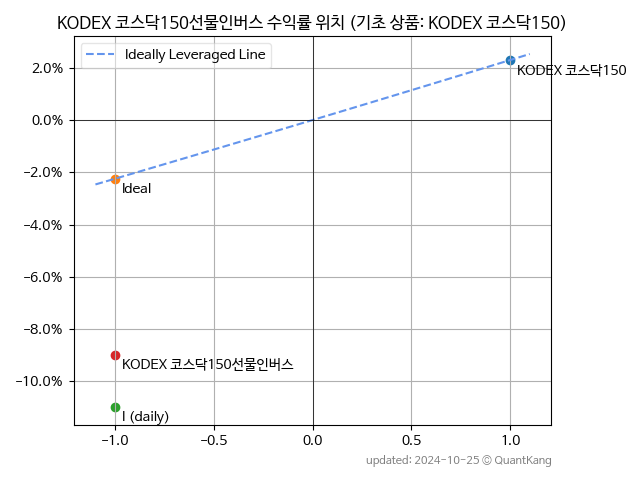 KODEX 코스닥150선물인버스 수익률 위치 (기초 상품: KODEX 코스닥150)
Ideally Leveraged Line
2.0%
KODEX 코스닥150
0.0%
−2.0%
Ideal
−4.0%
−6.0%
−8.0%
KODEX 코스닥150선물인버스
−10.0%
I (daily)
−1.0 −0.5 0.0 0.5 1.0
updated: 2024-10-25 © QuantKang